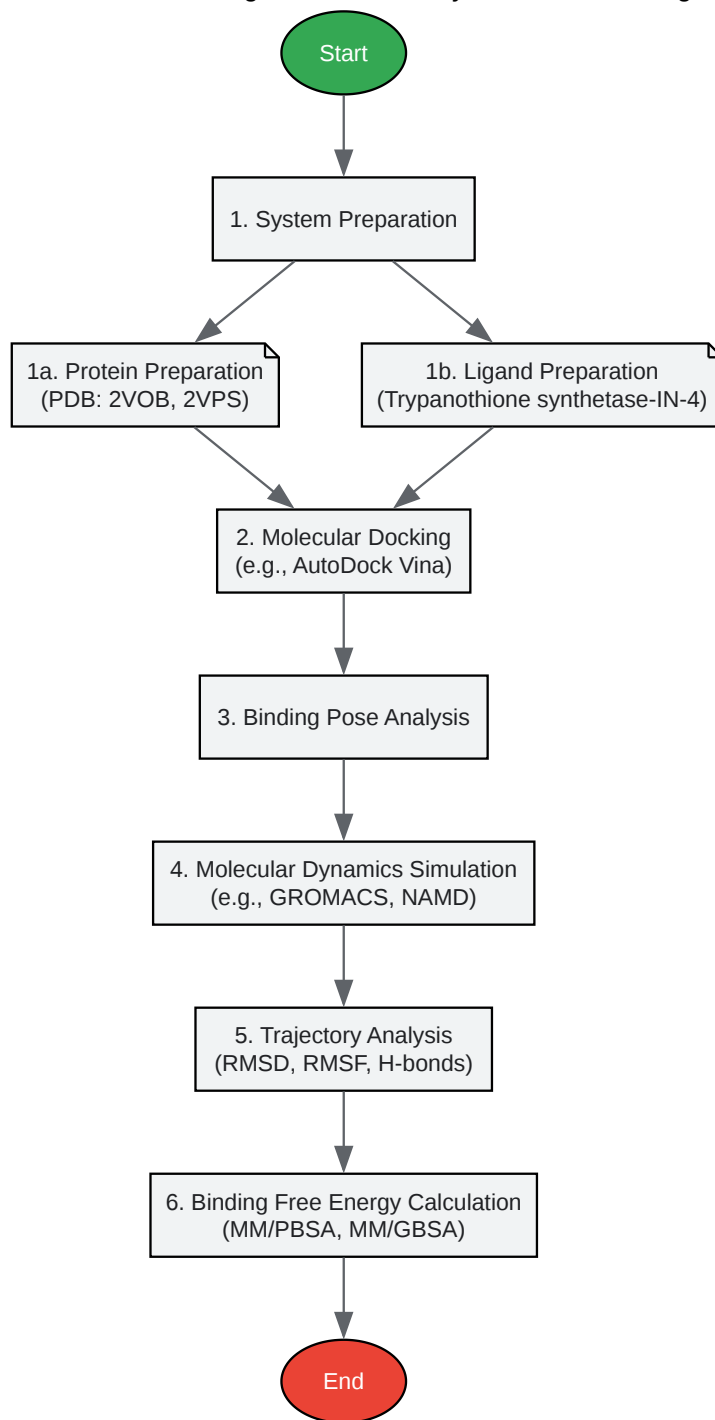 Start
1. System Preparation
1a. Protein Preparation
(PDB: 2VOB, 2VPS)
1b. Ligand Preparation
(Trypanothione synthetase-IN-4)
2. Molecular Docking
(e.g., AutoDock Vina)
3. Binding Pose Analysis
4. Molecular Dynamics Simulation
(e.g., GROMACS, NAMD)
5. Trajectory Analysis
(RMSD, RMSF, H-bonds)
6. Binding Free Energy Calculation
(MM/PBSA, MM/GBSA)
End